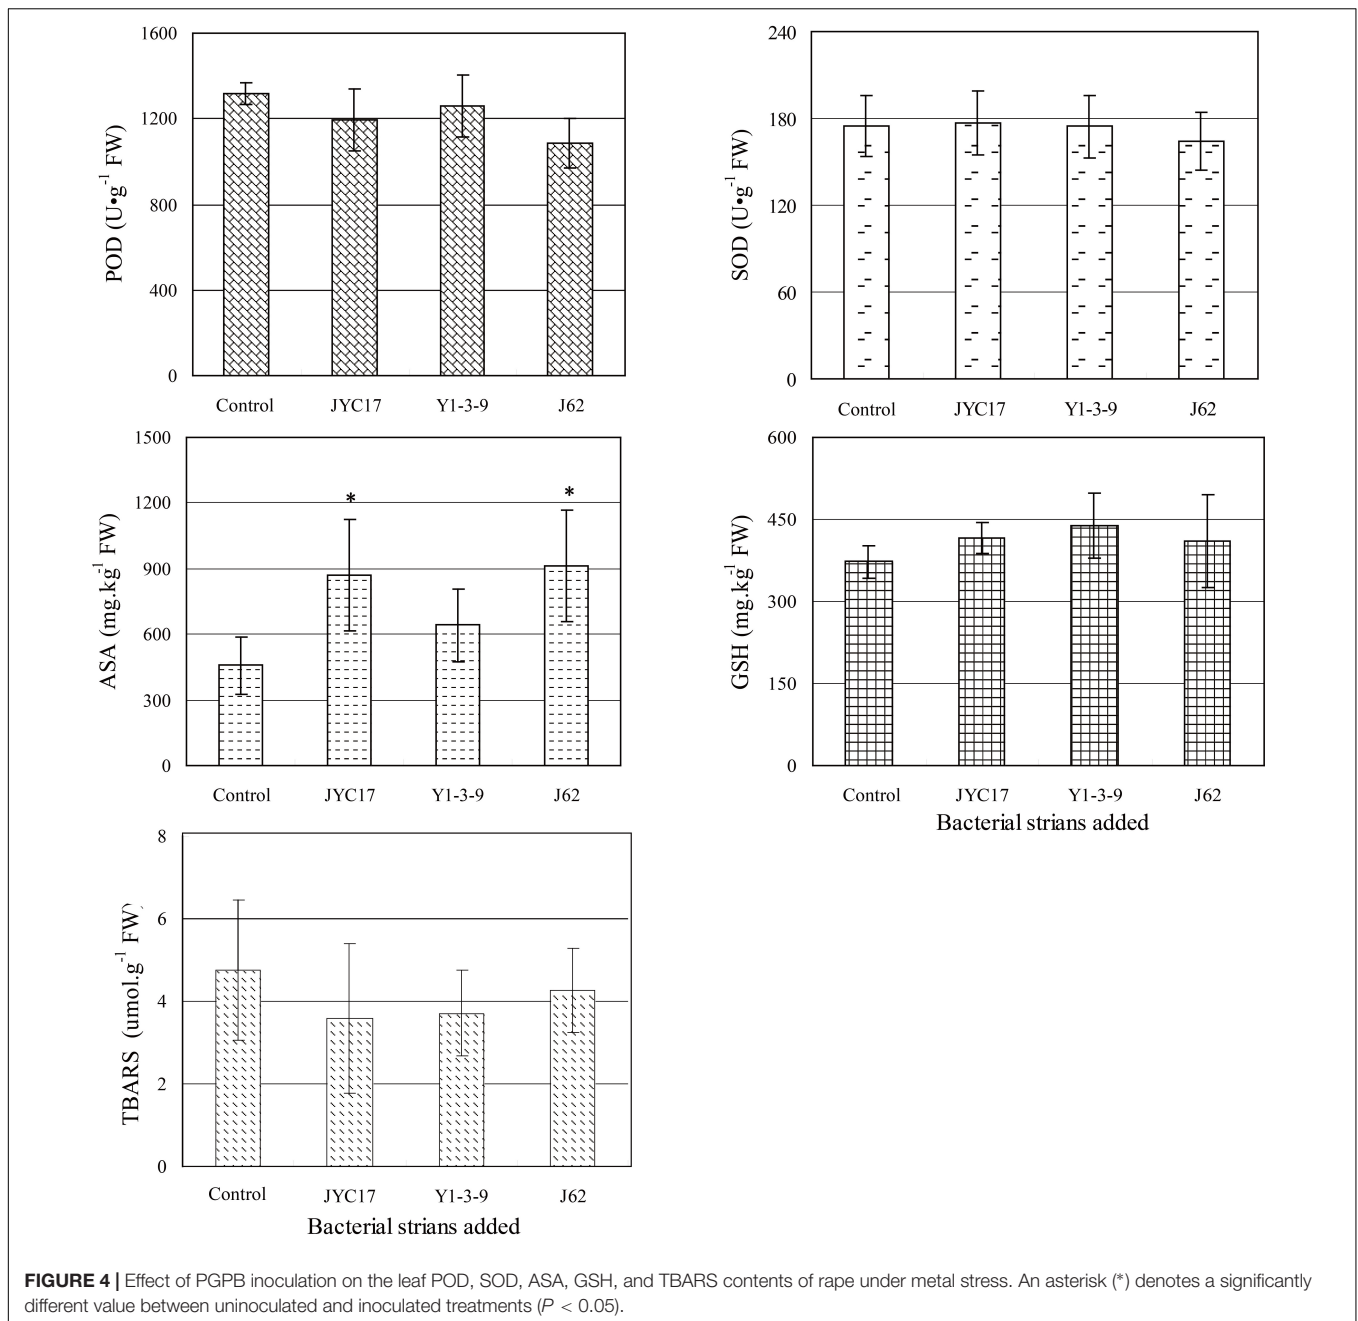 1600
1200
800
400
0
POD (U•g-1 FW)
Control JYC17 Y1-3-9 J62
240
180
120
60
0
SOD (U•g-1 FW)
Control JYC17 Y1-3-9 J62
1500
1200
900
600
300
0
ASA (mg.kg-1 FW)
* *
Control JYC17 Y1-3-9 J62
600
450
300
150
0
GSH (mg.kg-1 FW)
Control JYC17 Y1-3-9 J62
Bacterial strians added
8
6
4
2
0
TBARS (umol.g-1 FW)
Control JYC17 Y1-3-9 J62
Bacterial strians added
FIGURE 4 | Effect of PGPB inoculation on the leaf POD, SOD, ASA, GSH, and TBARS contents of rape under metal stress. An asterisk (*) denotes a significantly
different value between uninoculated and inoculated treatments (P < 0.05).